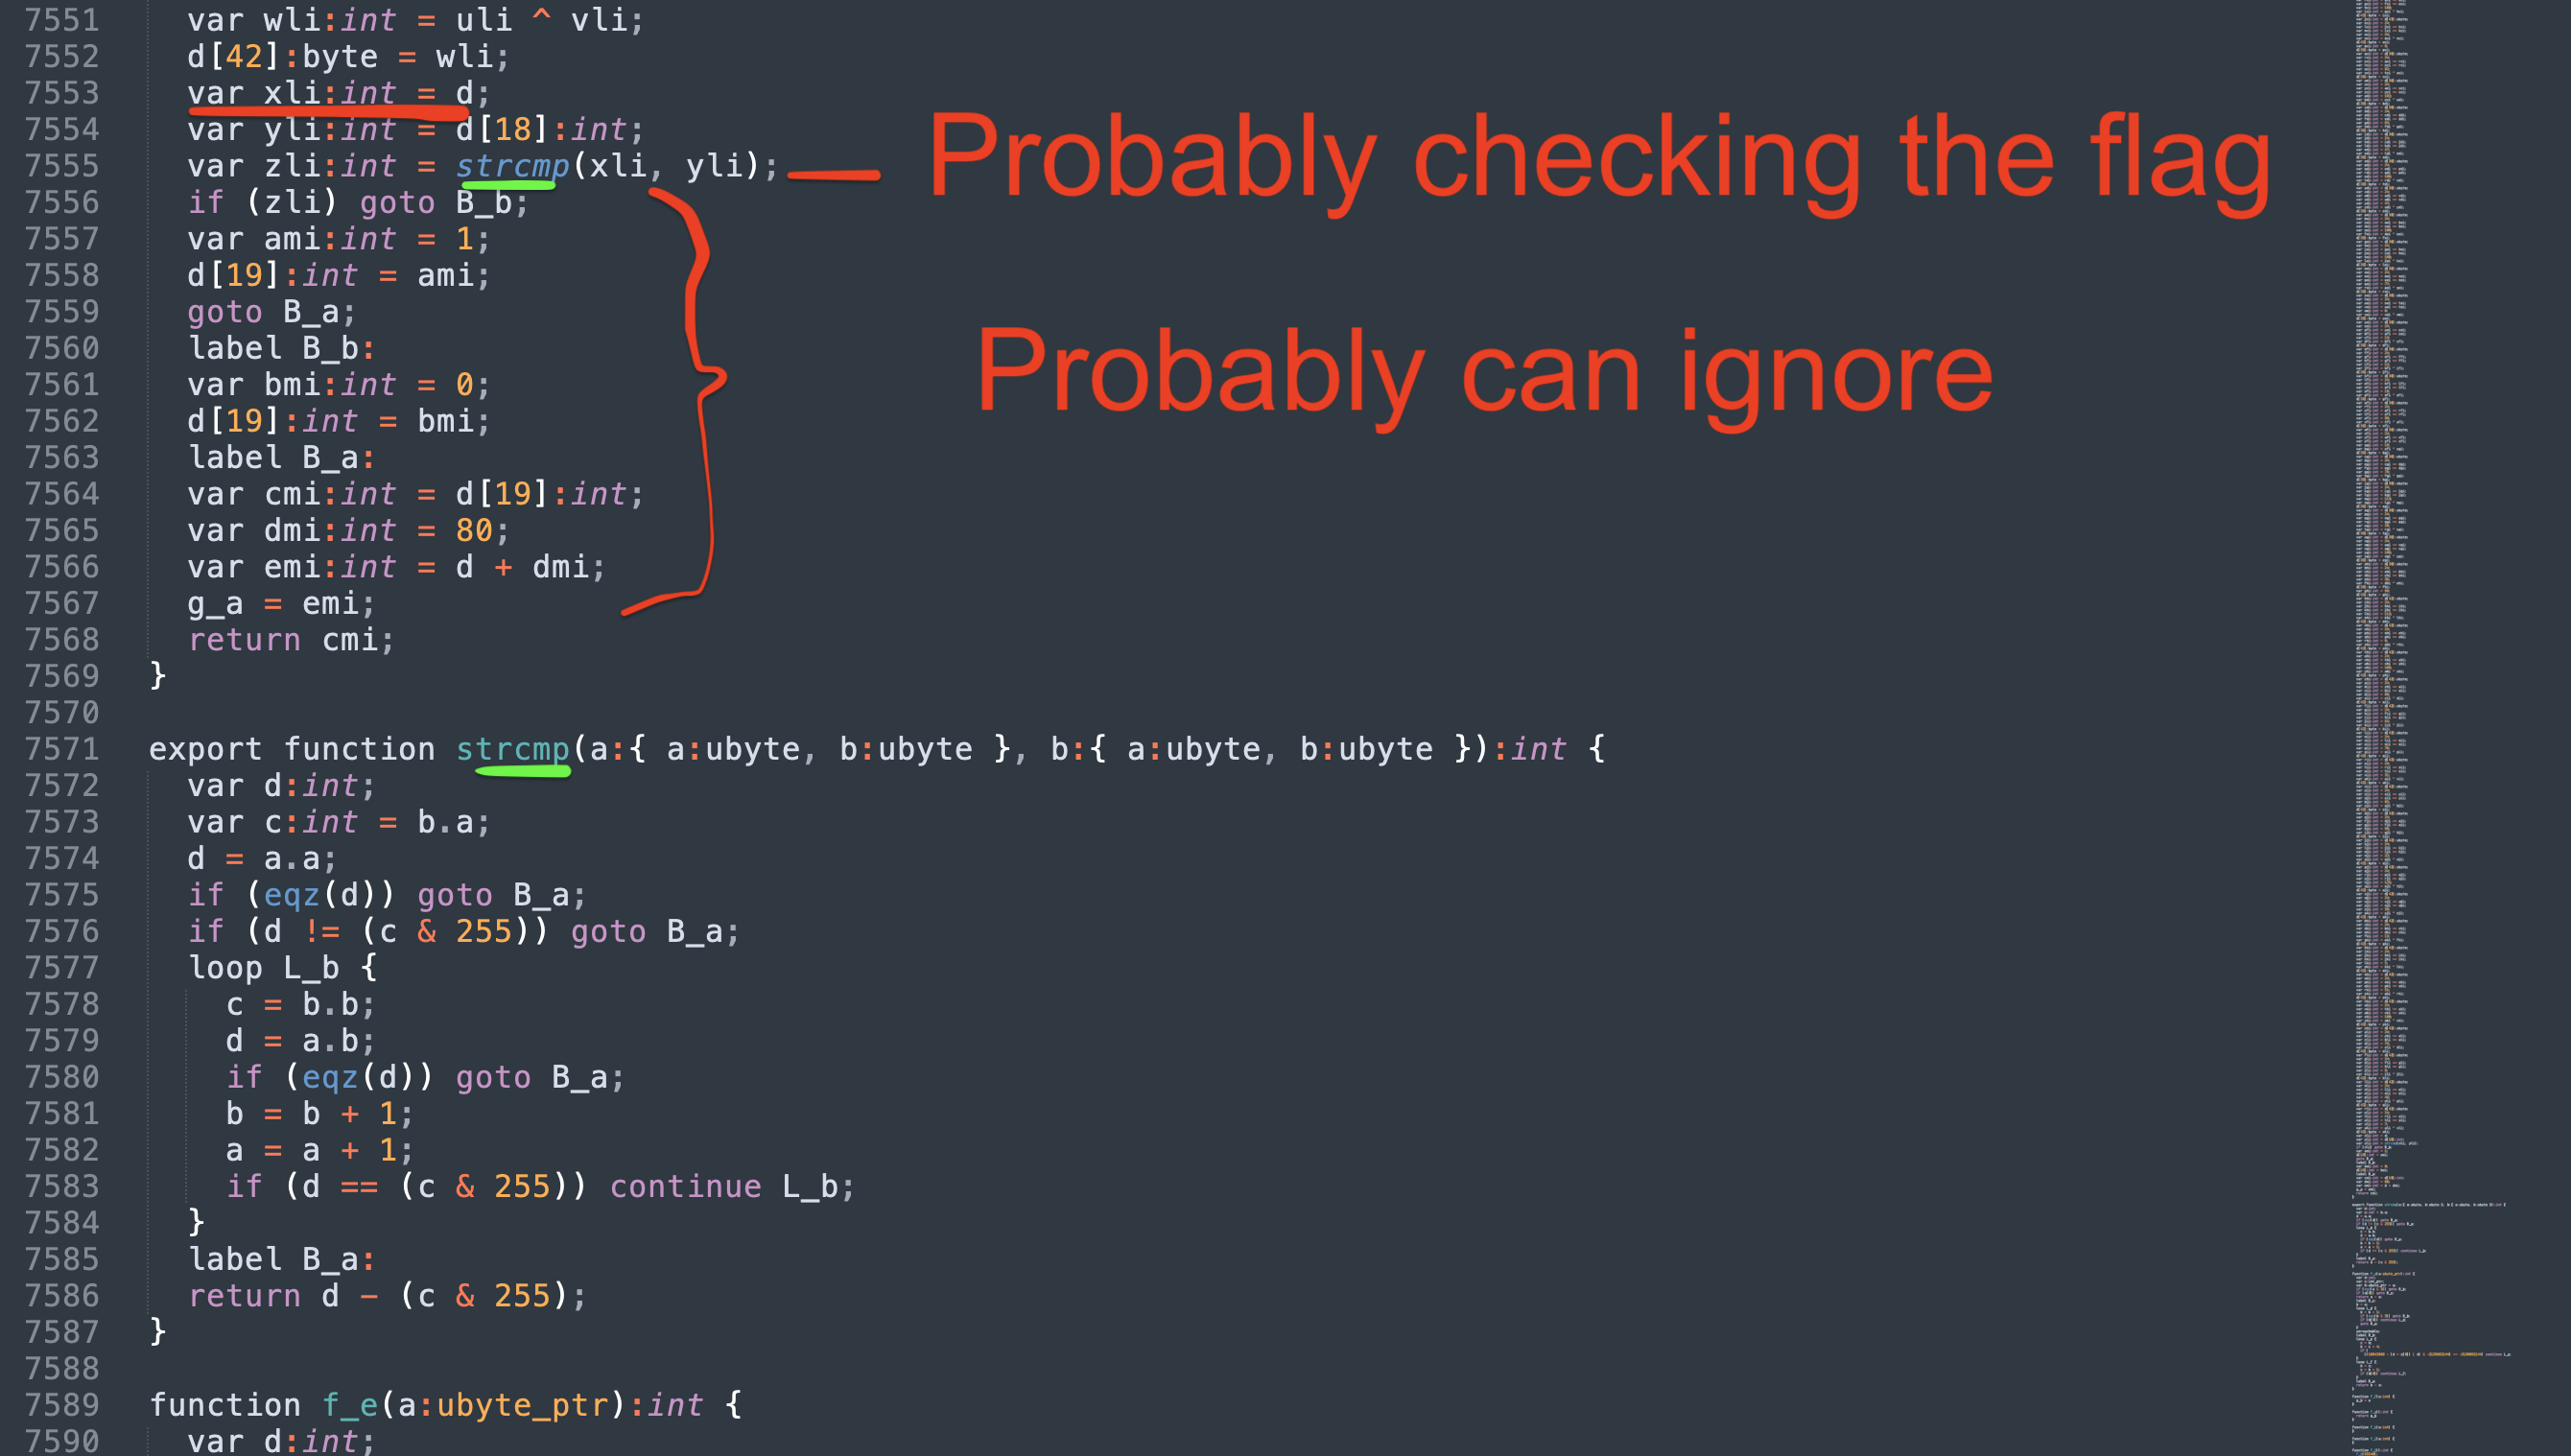 7551 var wli:int = uli ^ vli;
7552 d[42]:byte = wli;
7553 var xli:int = d;
7554 var yli:int = d[18]:int;
7555 var zli:int = strcmp(xli, yli); Probably checking the flag
7556 if (zli) goto B_b;
7557 var ami:int = 1;
7558 d[19]:int = ami;
7559 goto B_a;
7560 label B_b:
7561 var bmi:int = 0; Probably can ignore
7562 d[19]:int = bmi;
7563 label B_a:
7564 var cmi:int = d[19]:int;
7565 var dmi:int = 80;
7566 var emi:int = d + dmi;
7567 g_a = emi;
7568 return cmi;
7569 }
7570
7571 export function strcmp(a:{ a:ubyte, b:ubyte }, b:{ a:ubyte, b:ubyte }):int {
7572 var d:int;
7573 var c:int = b.a;
7574 d = a.a;
7575 if (eqz(d)) goto B_a;
7576 if (d != (c & 255)) goto B_a;
7577 loop L_b {
7578 c = b.b;
7579 d = a.b;
7580 if (eqz(d)) goto B_a;
7581 b = b + 1;
7582 a = a + 1;
7583 if (d == (c & 255)) continue L_b;
7584 }
7585 label B_a:
7586 return d - (c & 255);
7587 }
7588
7589 function f_e(a:ubyte_ptr):int {
7590 var d:int;